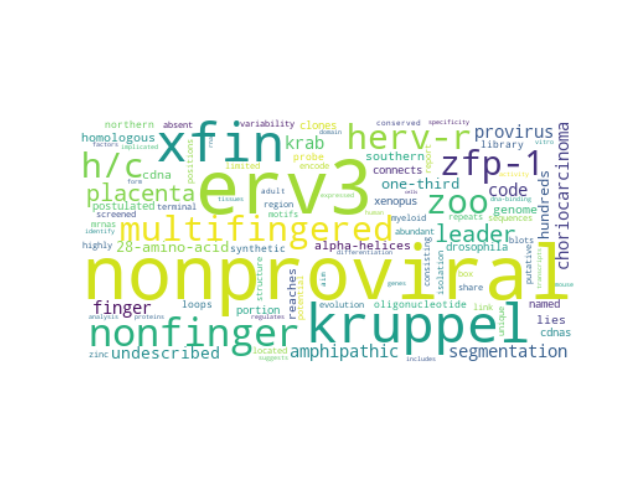 northern absent variability clones conserved specificity
xfin herv-r provirus
homologous krab library vitro
factors implicated domain
h/c cdna positions limited probe southern connects report zfp-1 choriocarcinoma
erv3 one-third code hundreds
placenta tissues adult region xenopus zoo genome
postulated terminal motifs myeloid repeats sequences
mrnas screened multifingered abundant leader blots
identify human
highly 28-amino-acid synthetic alpha-helices drosophila putative
differentiation consisting isolation
nonproviral
structure potential reaches aim genes box share mouse transcripts
finger loops portion evolution oligonucleotide link unique named
nonfinger regulates kruppel lies
analysis proteins cdnas
zinc undescribed located suggests amphipathic includes segmentation
form rna encode expressed cells dna-binding activity